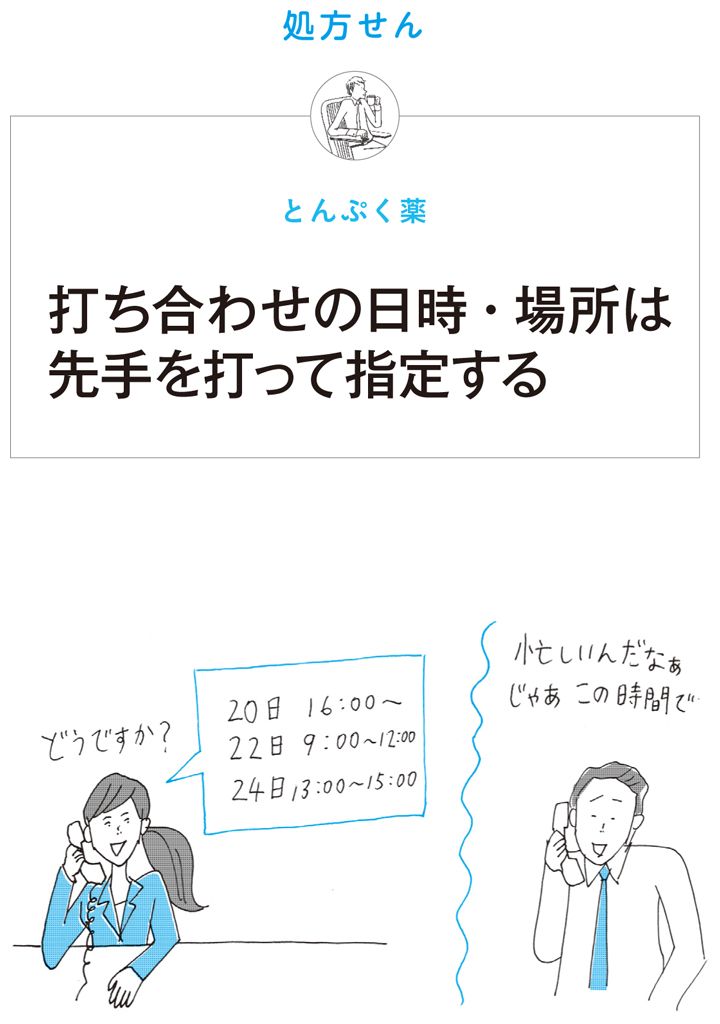 処方せん
とんぷく薬
打ち合わせの日時・場所は
先手を打って指定する
忙しいんだなぁ
じゃあ この時間で…
20日 16:00〜
22日 9:00〜12:00
24日 13:00〜15:00
どうですか?